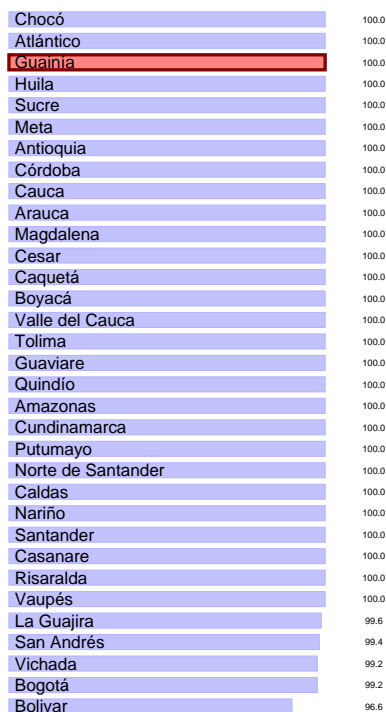 Chocó 100.0
Atlántico 100.0
Guainía 100.0
Huila 100.0
Sucre 100.0
Meta 100.0
Antioquia 100.0
Córdoba 100.0
Cauca 100.0
Arauca 100.0
Magdalena 100.0
Cesar 100.0
Caquetá 100.0
Boyacá 100.0
Valle del Cauca 100.0
Tolima 100.0
Guaviare 100.0
Quindío 100.0
Amazonas 100.0
Cundinamarca 100.0
Putumayo 100.0
Norte de Santander 100.0
Caldas 100.0
Nariño 100.0
Santander 100.0
Casanare 100.0
Risaralda 100.0
Vaupés 100.0
La Guajira 99.6
San Andrés 99.4
Vichada 99.2
Bogotá 99.2
Bolivar 96.6